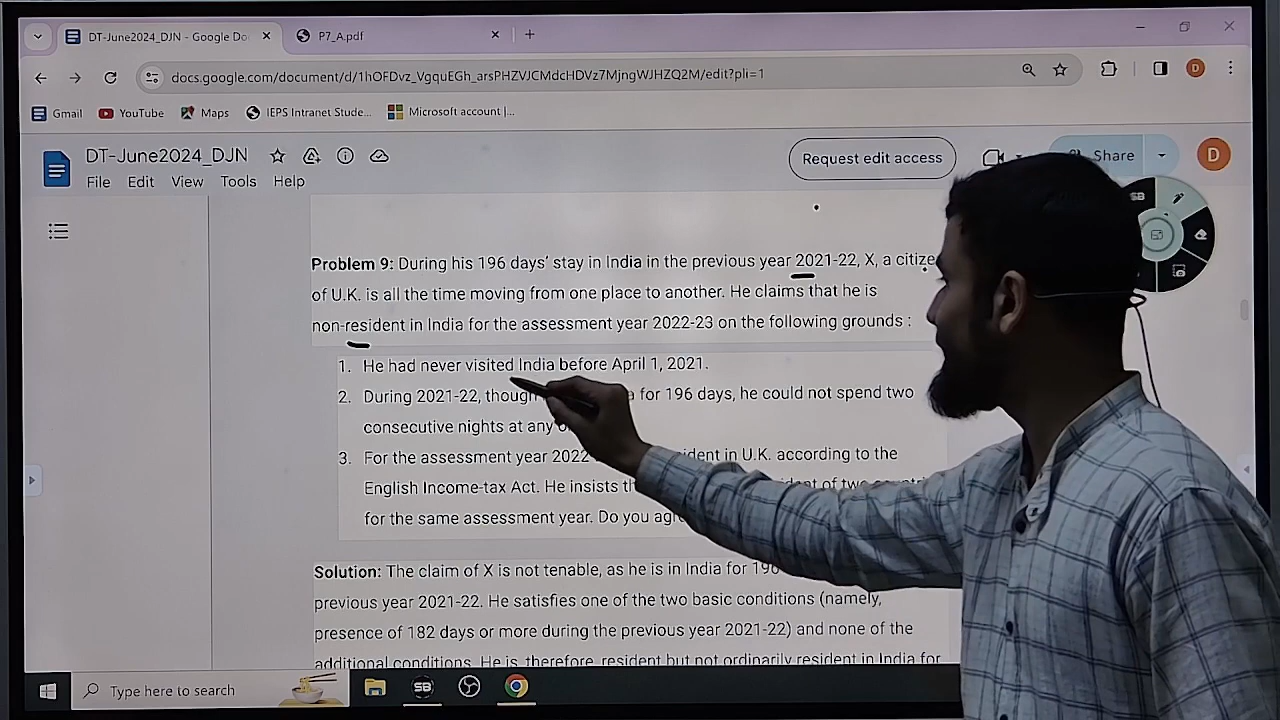 DT-June2024_DJN - Google Do
P7_A.pdf
docs.google.com/document/d/1hOFDvz_VgquEGh_arsPHZVJCMdcHDVz7MjngWJHZQ2M/edit?pli=1
D
Gmail
YouTube
Maps
IEPS Intranet Stude...
Microsoft account |...
DT-June2024_DJN
Request edit access
Share
D
File Edit View Tools Help
SB
Problem 9: During his 196 days' stay in India in the previous year 2021-22, X, a citize
of U.K. is all the time moving from one place to another. He claims that he is
non-resident in India for the assessment year 2022-23 on the following grounds :
1. He had never visited India before April 1, 2021.
2. During 2021-22, though for 196 days, he could not spend two
consecutive nights at any
3. For the assessment year 2022 in U.K. according to the
English Income-tax Act. He insists of two
for the same assessment year. Do you
Solution: The claim of X is not tenable, as he is in India for
previous year 2021-22. He satisfies one of the two basic conditions (namely,
presence of 182 days or more during the previous year 2021-22) and none of the
additional conditions. He is, therefore, resident but not ordinarily resident in India for
Type here to search
SB